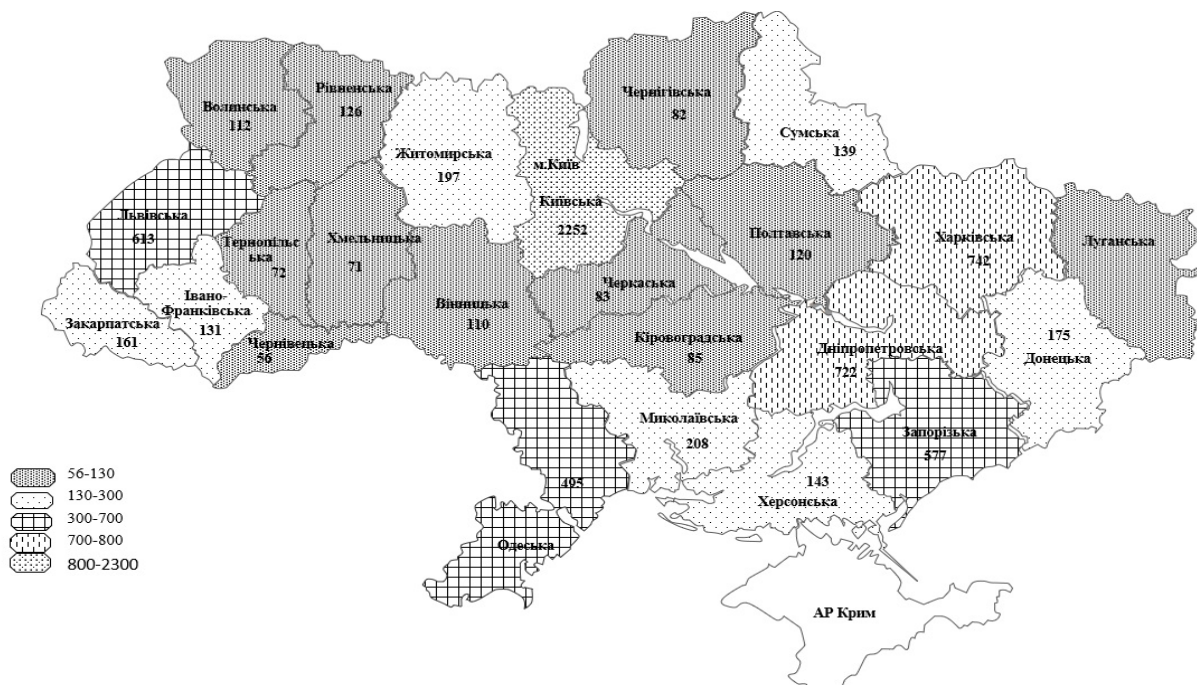 Волинська
112
Рівненська
126
Житомирська
197
м.Київ
Київська
2252
Чернігівська
82
Сумська
139
Львівська
613
Тернопільс
ька
72
Хмельницька
71
Вінницька
110
Черкаська
83
Полтавська
120
Харківська
742
Луганська
Закарпатська
161
Івано-
Франківська
131
Чернівецька
56
Кіровоградська
85
Дніпропетровська
722
175
Донецька
Миколаївська
208
Запорізька
577
495
Одеська
143
Херсонська
АР Крим
56-130
130-300
300-700
700-800
800-2300